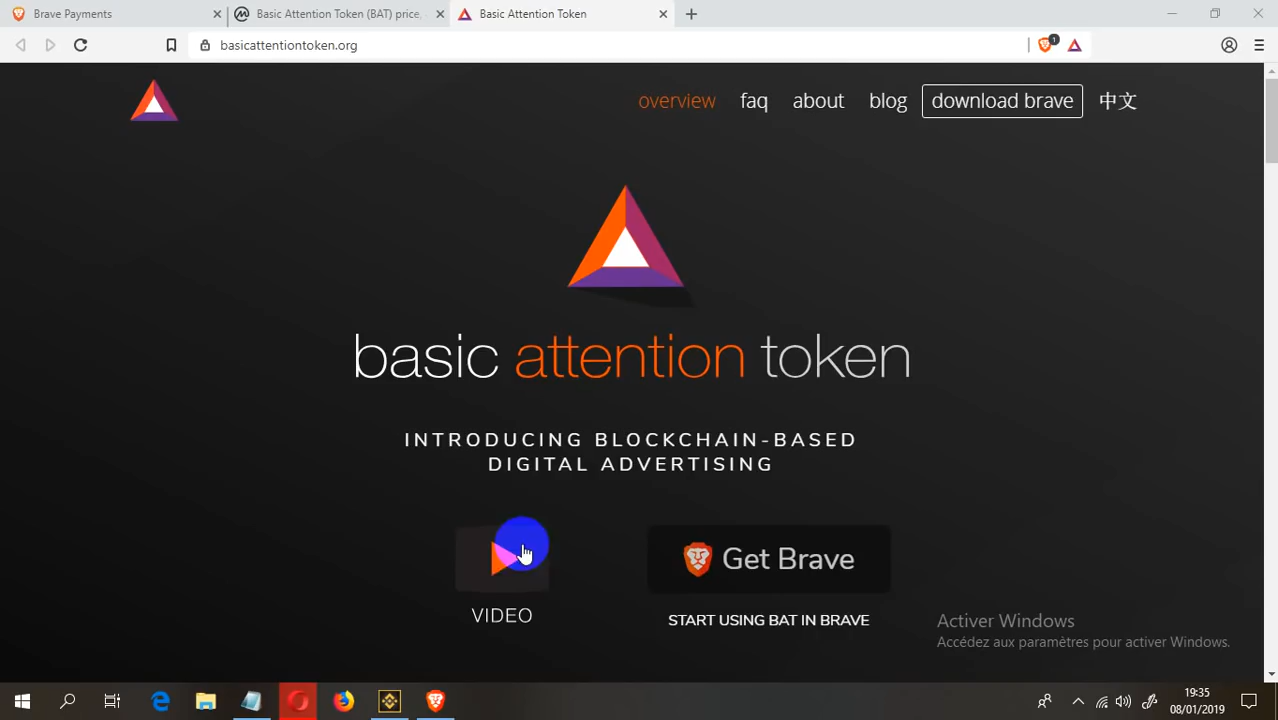 Brave Payments
Basic Attention Token (BAT) price,
Basic Attention Token
basicattentiontoken.org
1
overview
faq
about
blog
download brave
中文
basic attention token
INTRODUCING BLOCKCHAIN-BASED
DIGITAL ADVERTISING
Get Brave
VIDEO
START USING BAT IN BRAVE
Activer Windows
Accédez aux paramètres pour activer Windows.
19:35
08/01/2019